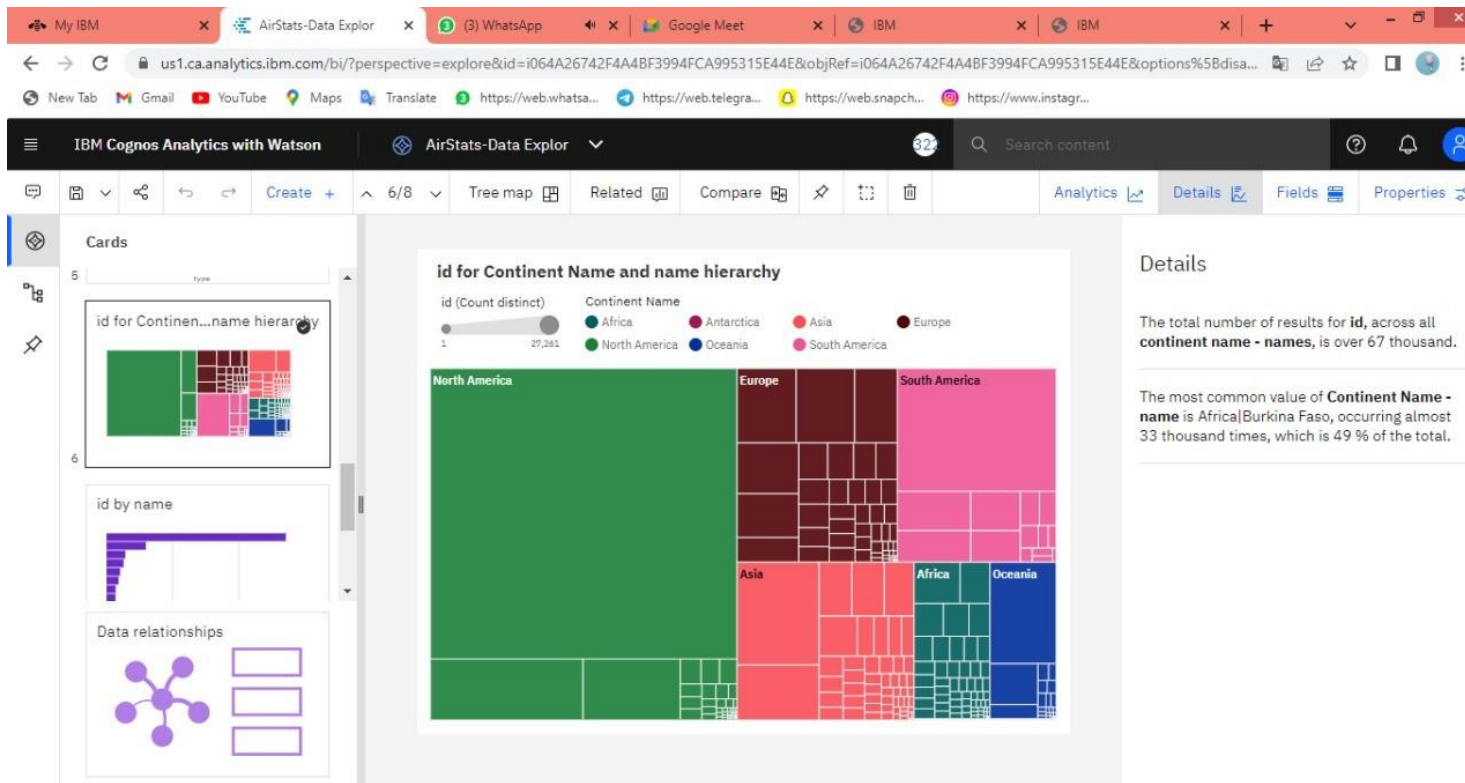 My IBM
AirStats-Data Explor
(3) WhatsApp
Google Meet
IBM
IBM
us1.ca.analytics.ibm.com/bi/?perspective=explore&id=i064A26742F4A4BF3994FCA995315E44E&objRef=i064A26742F4A4BF3994FCA995315E44E&options%5Bdisa...
New Tab Gmail YouTube Maps Translate https://web.whatsa... https://web.telegra... https://web.snapch... https://www.instagr...
IBM Cognos Analytics with Watson AirStats-Data Explor Search content
Create + 6/8 Tree map Related Compare Analytics Details Fields Properties
Cards
5
type
id for Continen...name hierarchy
6
id by name
Data relationships
id for Continent Name and name hierarchy
id (Count distinct)
1 27,261
Continent Name
Africa Antarctica Asia Europe
North America Oceania South America
North America Europe South America
Asia Africa Oceania
Details
The total number of results for id, across all
continent name - names, is over 67 thousand.
The most common value of Continent Name -
name is Africa|Burkina Faso, occurring almost
33 thousand times, which is 49 % of the total.